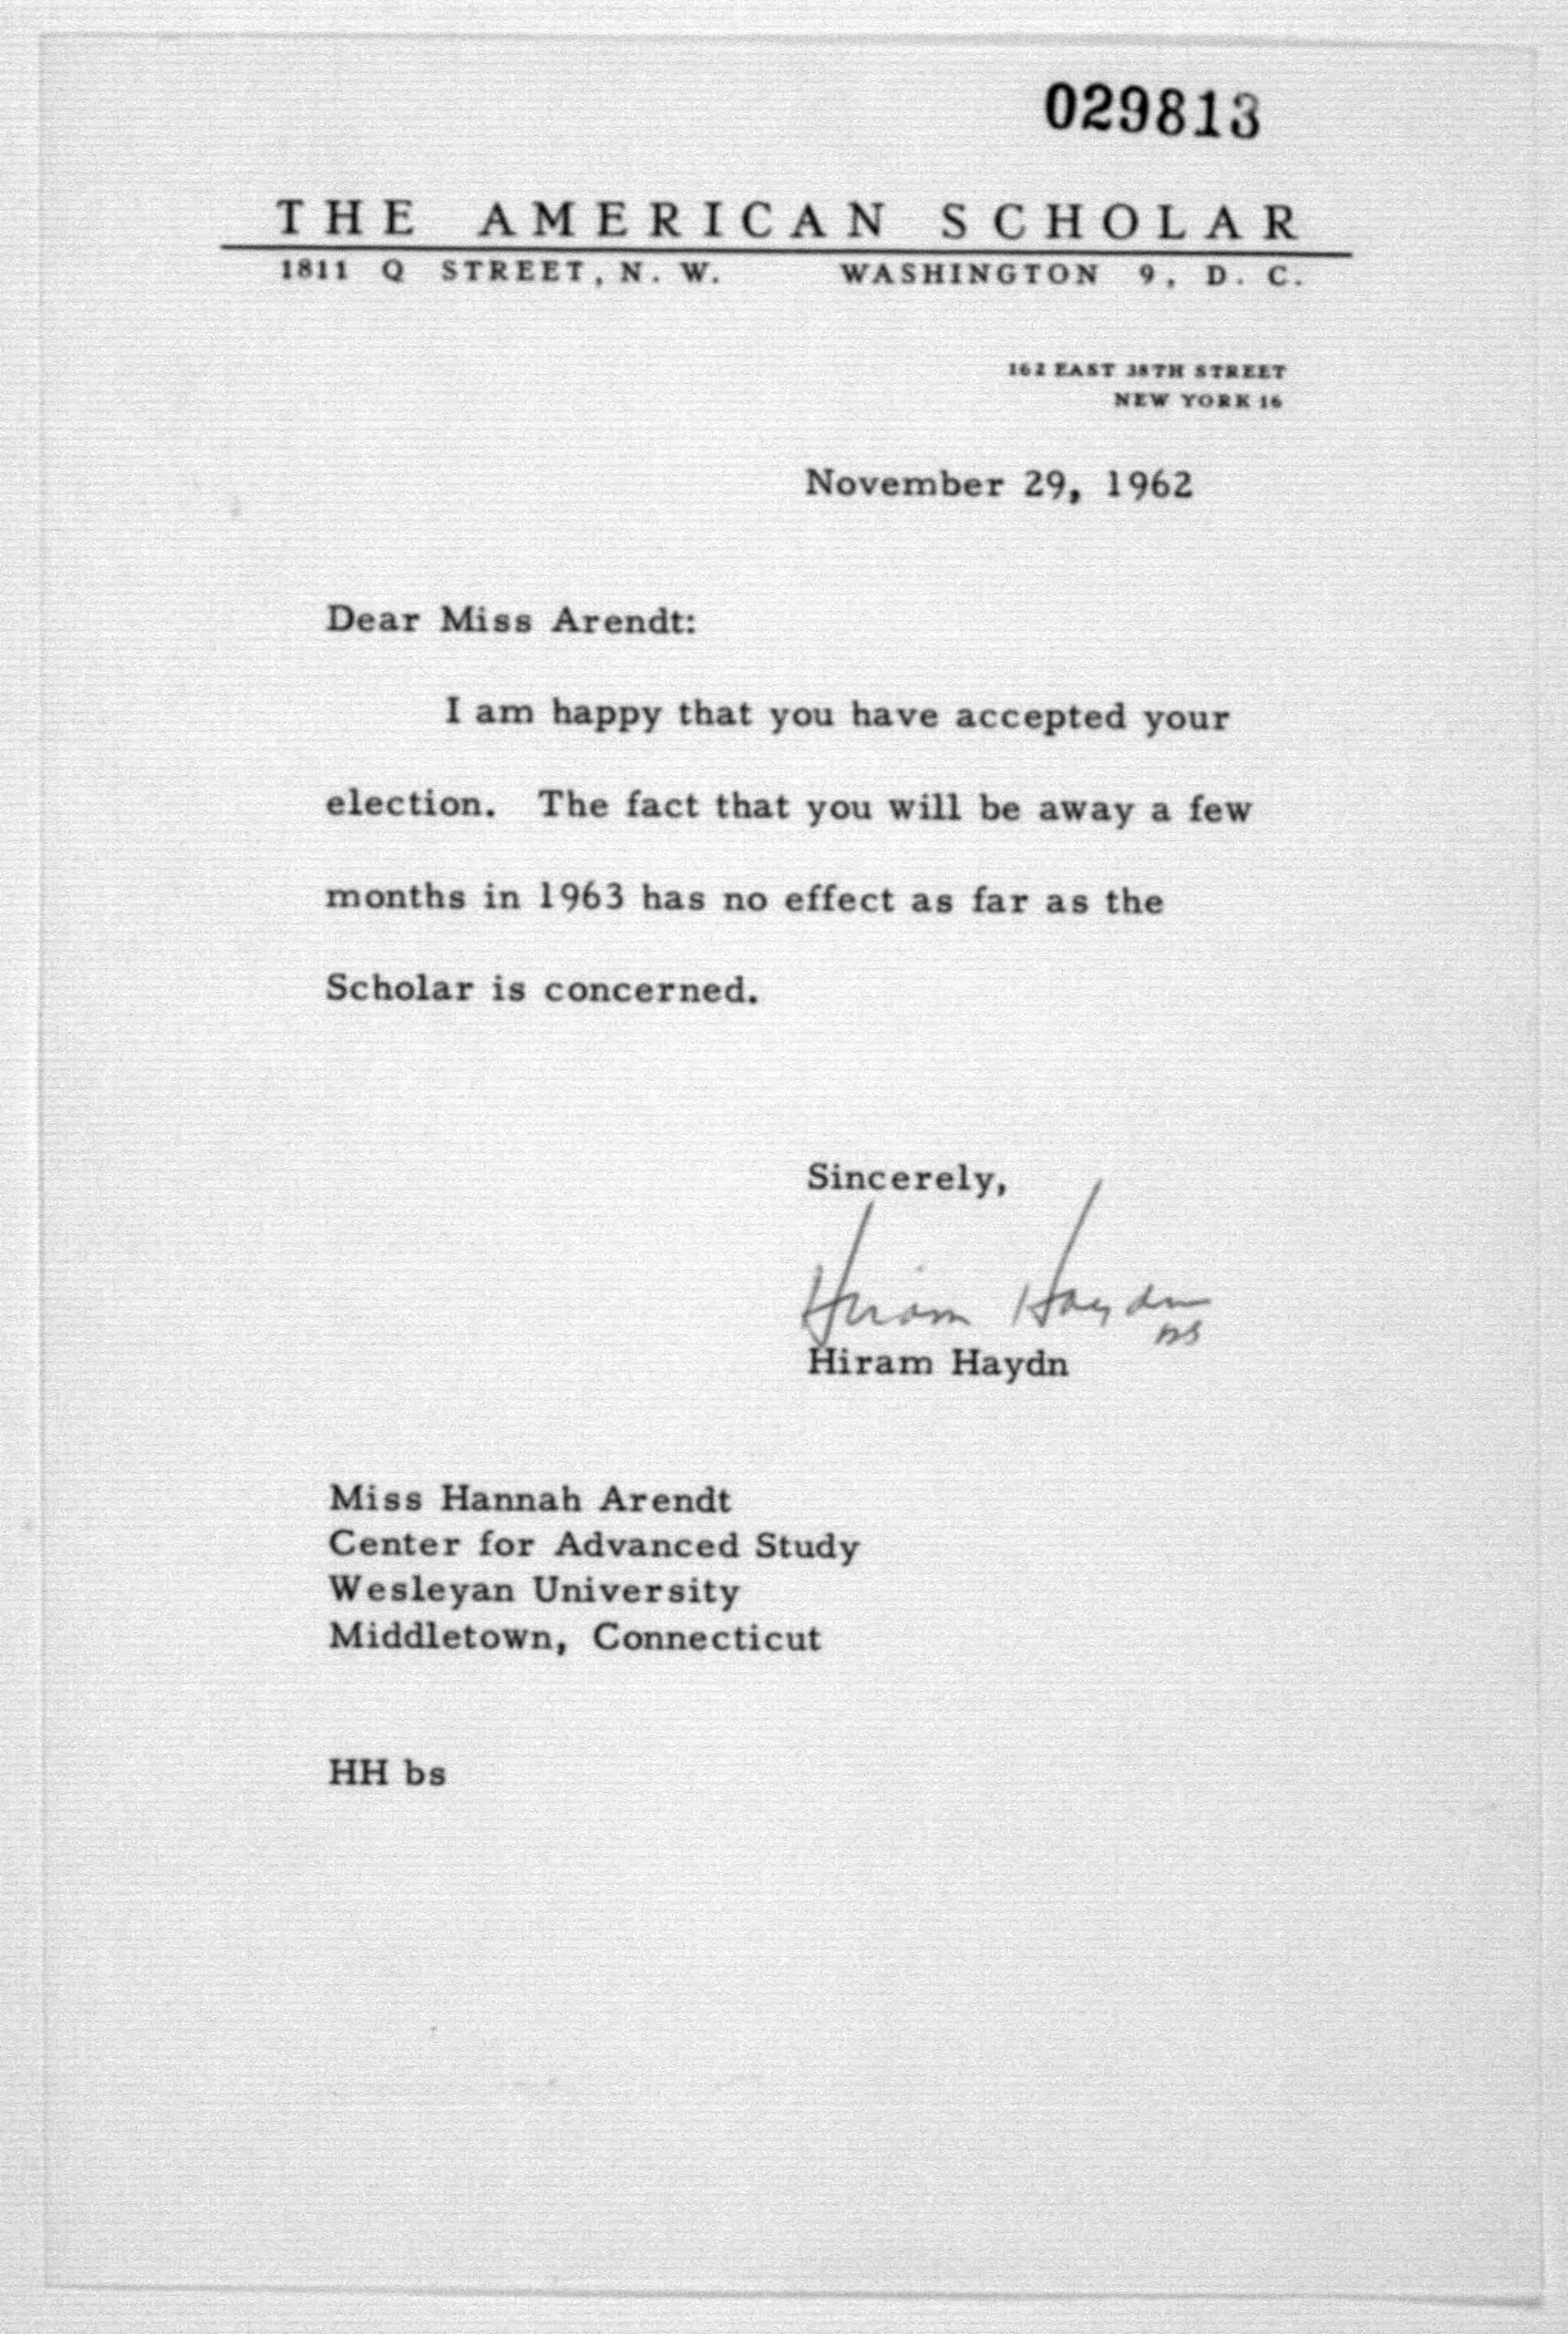 029813
THE AMERICAN SCHOLAR
1811 Q STREET, N. W. WASHINGTON 9, D. C.
162 EAST 38TH STREET
NEW YORK 16
November 29, 1962
Dear Miss Arendt:
I am happy that you have accepted your
election. The fact that you will be away a few
months in 1963 has no effect as far as the
Scholar is concerned.
Sincerely,
Hiram Haydn
bs
Hiram Haydn
Miss Hannah Arendt
Center for Advanced Study
Wesleyan University
Middletown, Connecticut
HH bs